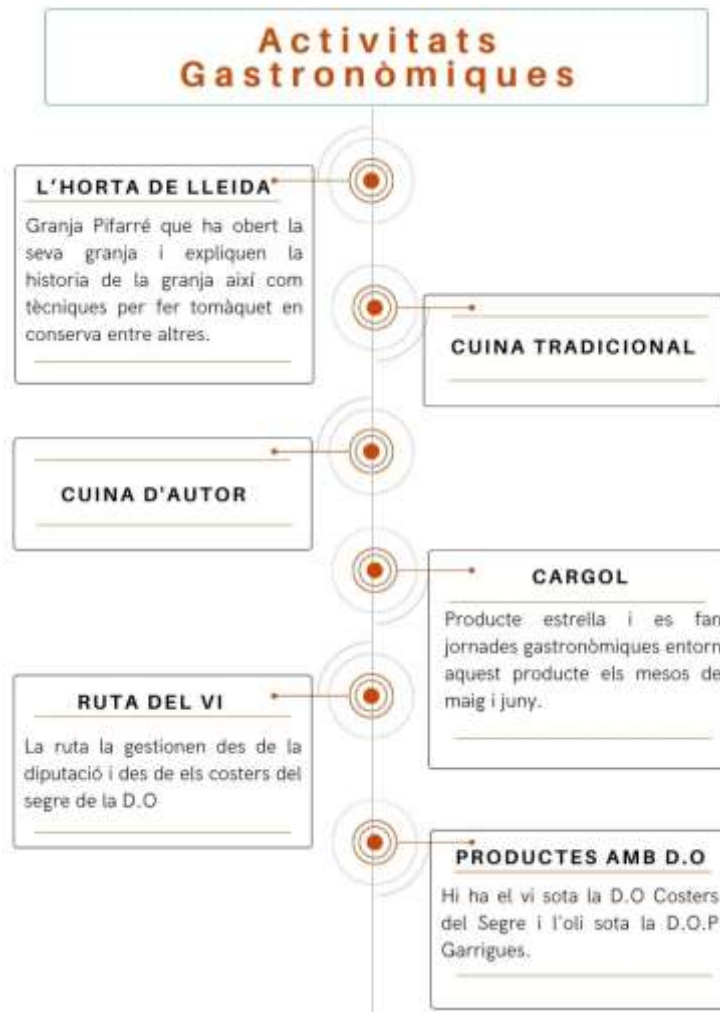 Activitats
Gastronòmiques
L'HORTA DE LLEIDA
Granja Pifarré que ha obert la
seva granja i expliquen la
historia de la granja així com
tècniques per fer tomàquet en
conserva entre altres.
CUINA TRADICIONAL
CUINA D'AUTOR
CARGOL
Producte estrella i es fan
jornades gastronòmiques entorn
aquest producte els mesos de
maig i juny.
RUTA DEL VI
La ruta la gestionen des de la
diputació i des de els costers del
segre de la D.O
PRODUCTES AMB D.O
Hi ha el vi sota la D.O Costers
del Segre i l'oli sota la D.O.P
Garrigues.